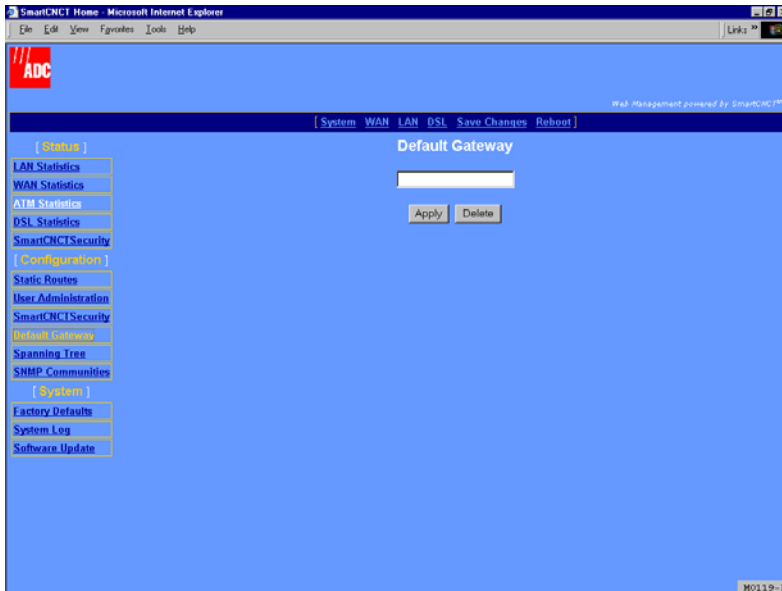 SmartCNCT Home - Microsoft Internet Explorer
File Edit View Favorites Tools Help
Links »
ADC
Web Management powered by SmartCNCT
[ System WAN LAN DSL Save Changes Reboot ]
[ Status ]
LAN Statistics
WAN Statistics
ATM Statistics
DSL Statistics
SmartCNCTSecurity
[ Configuration ]
Static Routes
User Administration
SmartCNCTSecurity
Default Gateway
Spanning Tree
SNMP Communities
[ System ]
Factory Defaults
System Log
Software Update
Default Gateway
Apply Delete